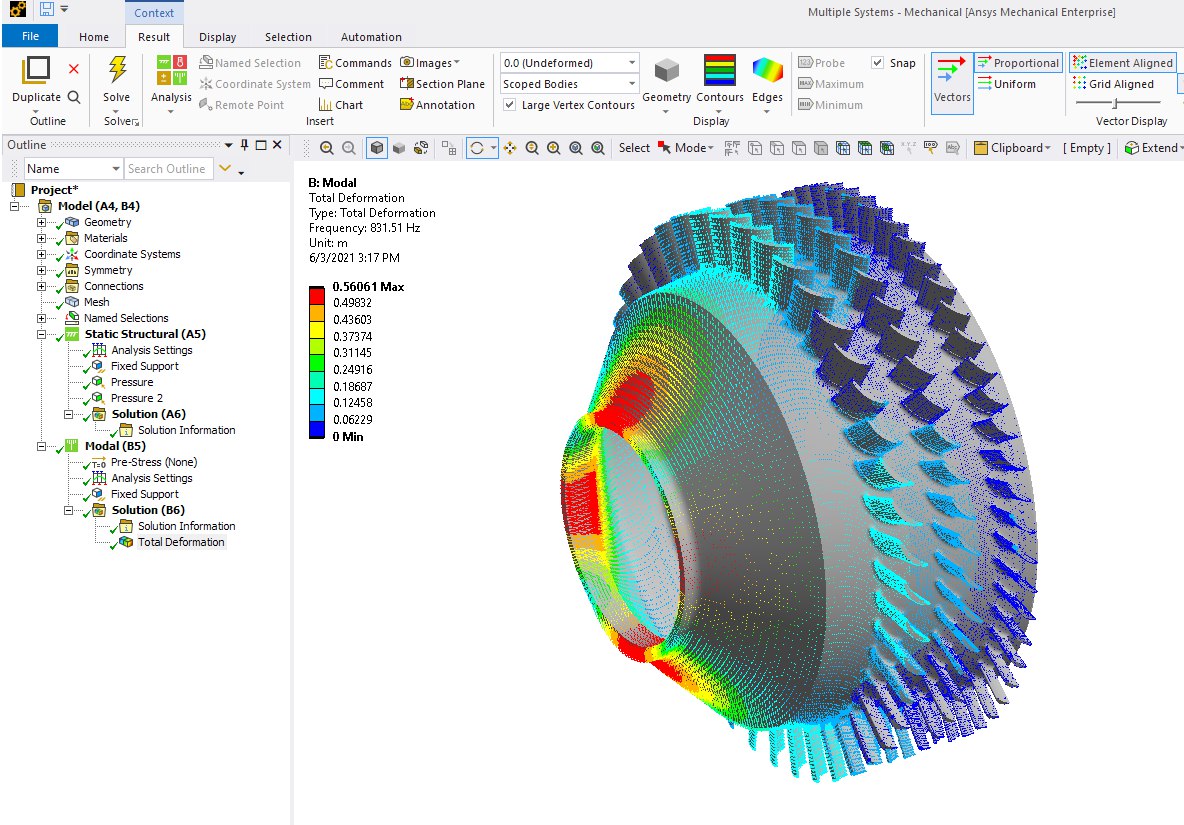 Context
Multiple Systems - Mechanical [Ansys Mechanical Enterprise]
File
Home
Result
Display
Selection
Automation
Duplicate
Outline
Solve
Solver
Analysis
Named Selection
Coordinate System
Remote Point
Commands
Comment
Chart
Images
Section Plane
Annotation
Insert
0.0 (Undeformed)
Scoped Bodies
Large Vertex Contours
Geometry
Contours
Edges
Display
Probe
Maximum
Minimum
Snap
Vectors
Proportional
Uniform
Element Aligned
Grid Aligned
Vector Display
Outline
Name
Search Outline
Select
Mode
Clipboard
[ Empty ]
Extend
Project*
Model (A4, B4)
Geometry
Materials
Coordinate Systems
Symmetry
Connections
Mesh
Named Selections
Static Structural (A5)
Analysis Settings
Fixed Support
Pressure
Pressure 2
Solution (A6)
Solution Information
Modal (B5)
T=0 Pre-Stress (None)
Analysis Settings
Fixed Support
Solution (B6)
Solution Information
Total Deformation
B: Modal
Total Deformation
Type: Total Deformation
Frequency: 831.51 Hz
Unit: m
6/3/2021 3:17 PM
0.56061 Max
0.49832
0.43603
0.37374
0.31145
0.24916
0.18687
0.12458
0.06229
0 Min